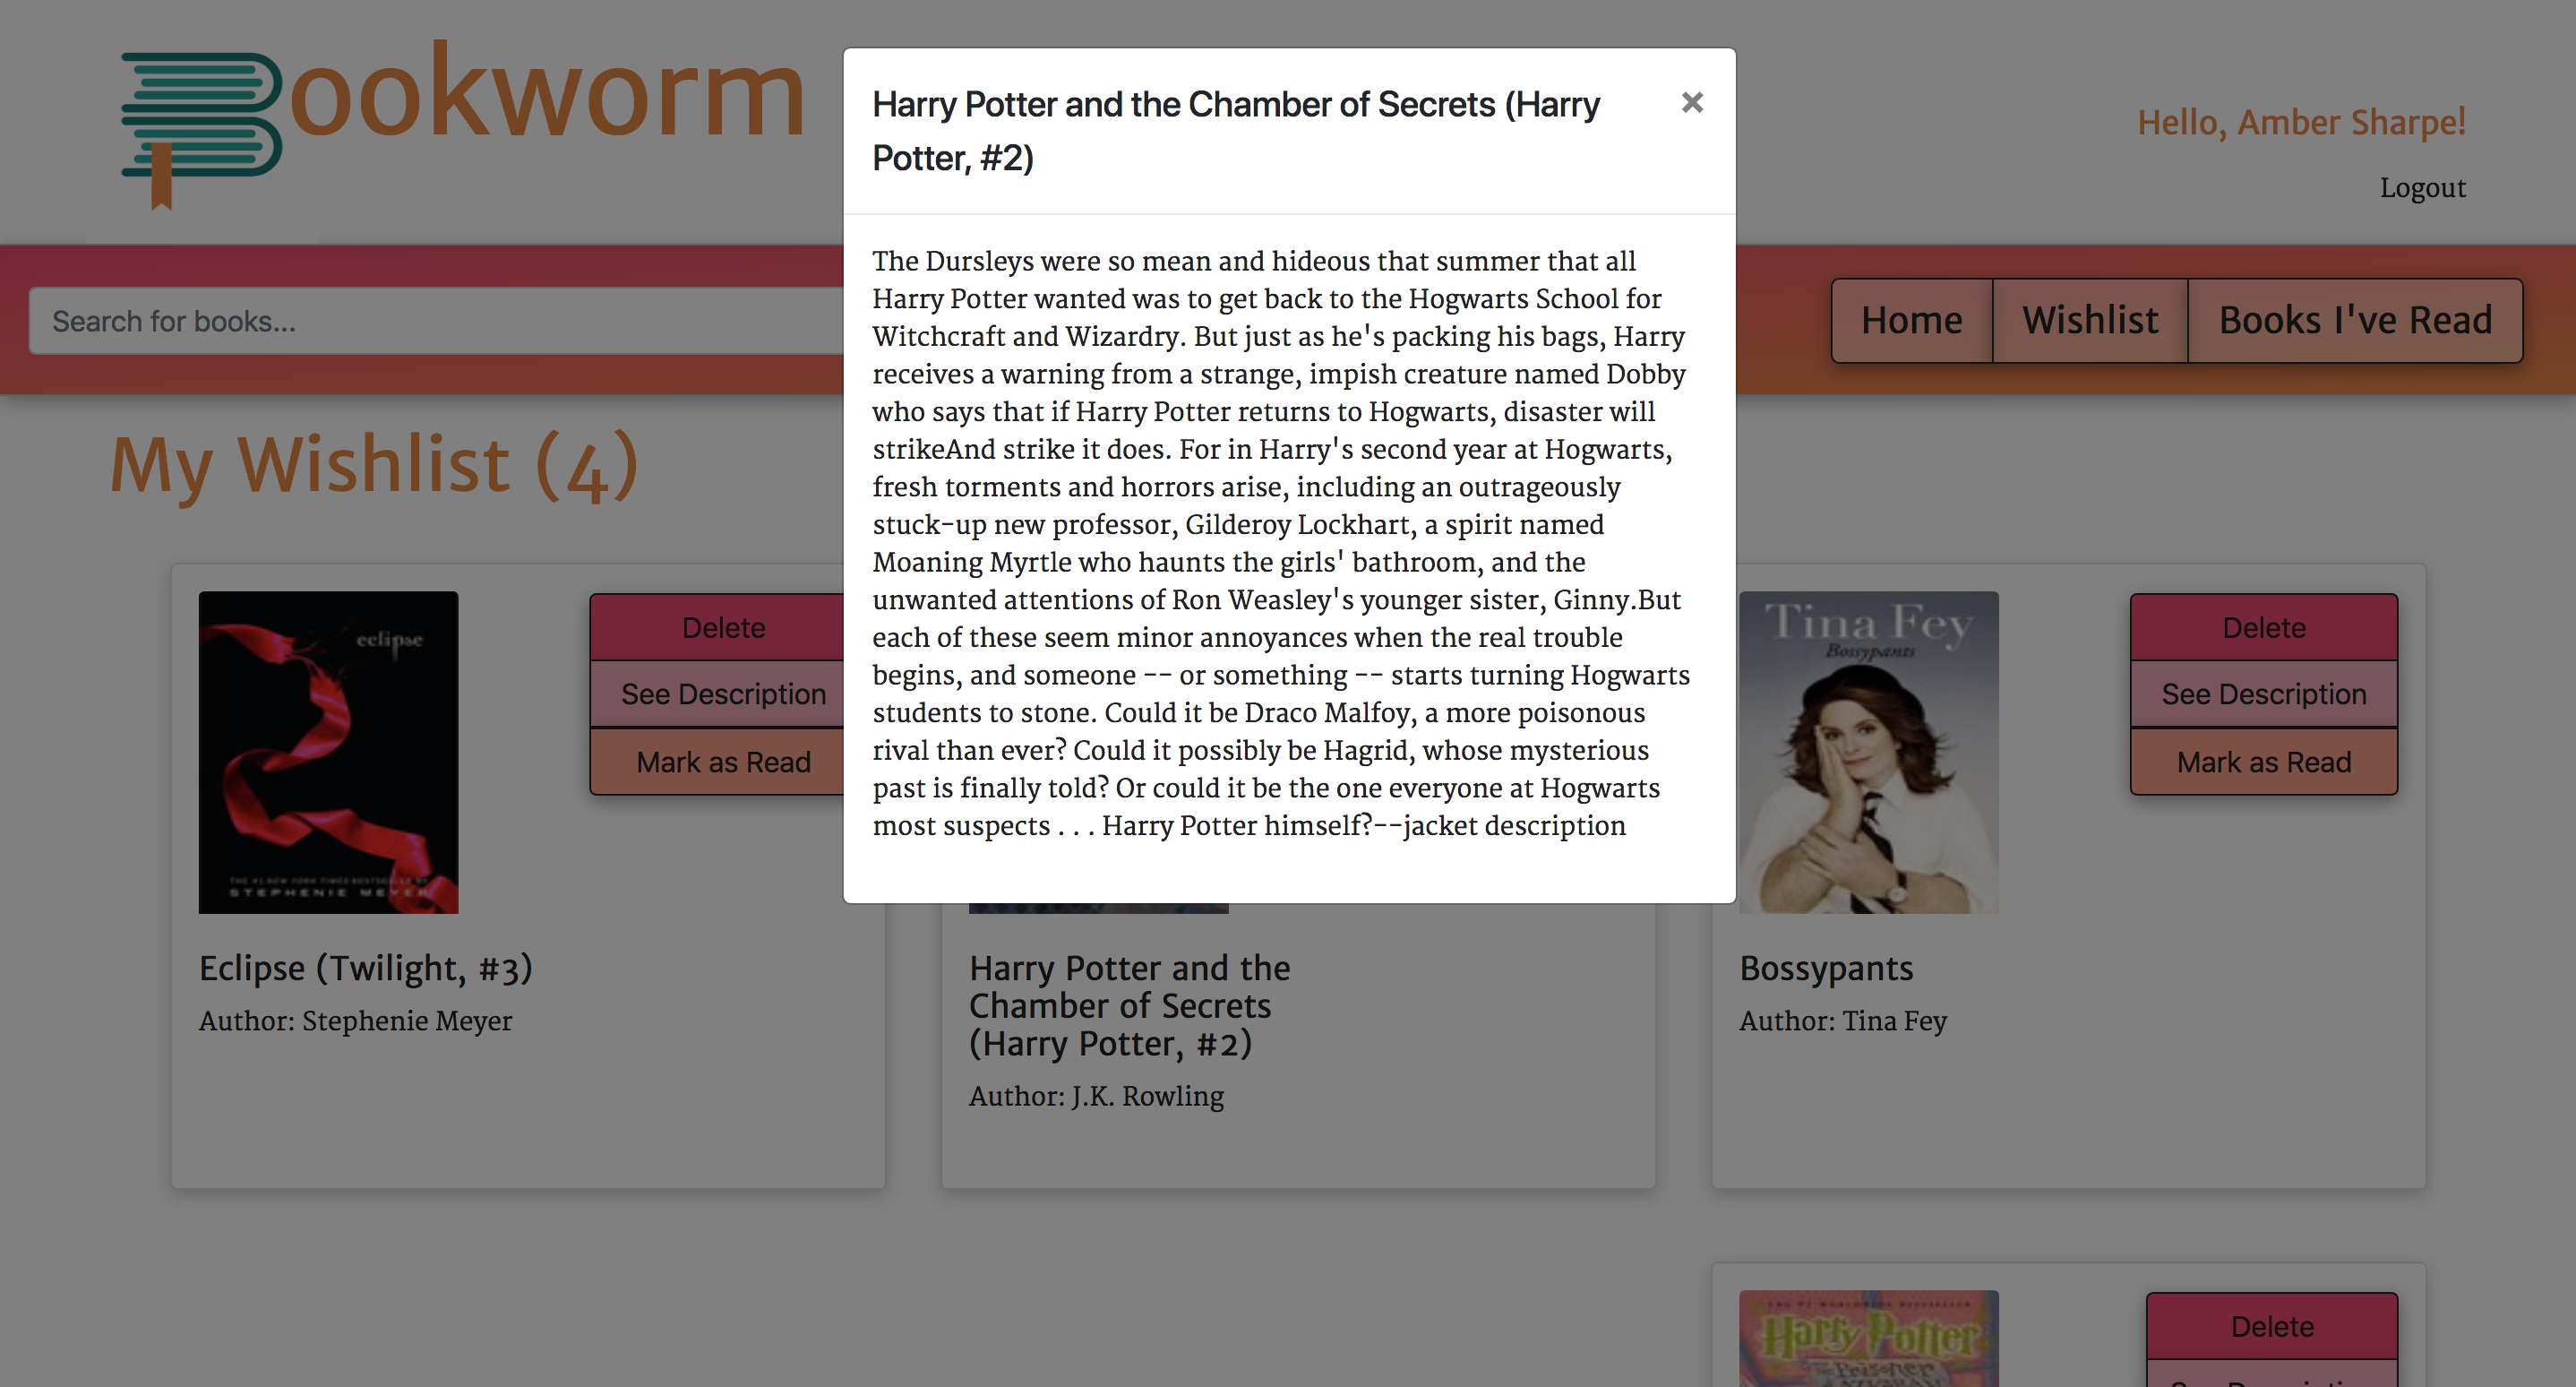 Bookworm
Hello, Amber Sharpe!
Logout
Search for books...
Home
Wishlist
Books I've Read
My Wishlist (4)
Harry Potter and the Chamber of Secrets (Harry
Potter, #2)
×
The Dursleys were so mean and hideous that summer that all
Harry Potter wanted was to get back to the Hogwarts School for
Witchcraft and Wizardry. But just as he's packing his bags, Harry
receives a warning from a strange, impish creature named Dobby
who says that if Harry Potter returns to Hogwarts, disaster will
strikeAnd strike it does. For in Harry's second year at Hogwarts,
fresh torments and horrors arise, including an outrageously
stuck-up new professor, Gilderoy Lockhart, a spirit named
Moaning Myrtle who haunts the girls' bathroom, and the
unwanted attentions of Ron Weasley's younger sister, Ginny.But
each of these seem minor annoyances when the real trouble
begins, and someone -- or something -- starts turning Hogwarts
students to stone. Could it be Draco Malfoy, a more poisonous
rival than ever? Could it possibly be Hagrid, whose mysterious
past is finally told? Or could it be the one everyone at Hogwarts
most suspects . . . Harry Potter himself?--jacket description
eclipse
THE #1 NEW YORK TIMES BESTSELLER BY
STEPHENIE MEYER
Delete
See Description
Mark as Read
Eclipse (Twilight, #3)
Author: Stephenie Meyer
Harry Potter and the
Chamber of Secrets
(Harry Potter, #2)
Author: J.K. Rowling
Tina Fey
Bossypants
Delete
See Description
Mark as Read
Bossypants
Author: Tina Fey
Harry Potter
Prisoner
Delete